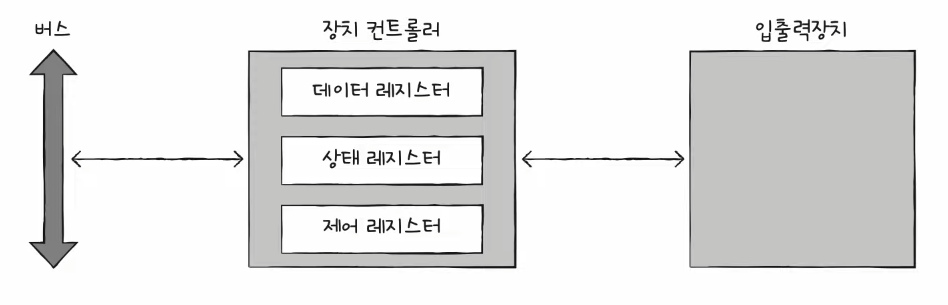 버스
장치 컨트롤러
입출력장치
데이터 레지스터
상태 레지스터
제어 레지스터